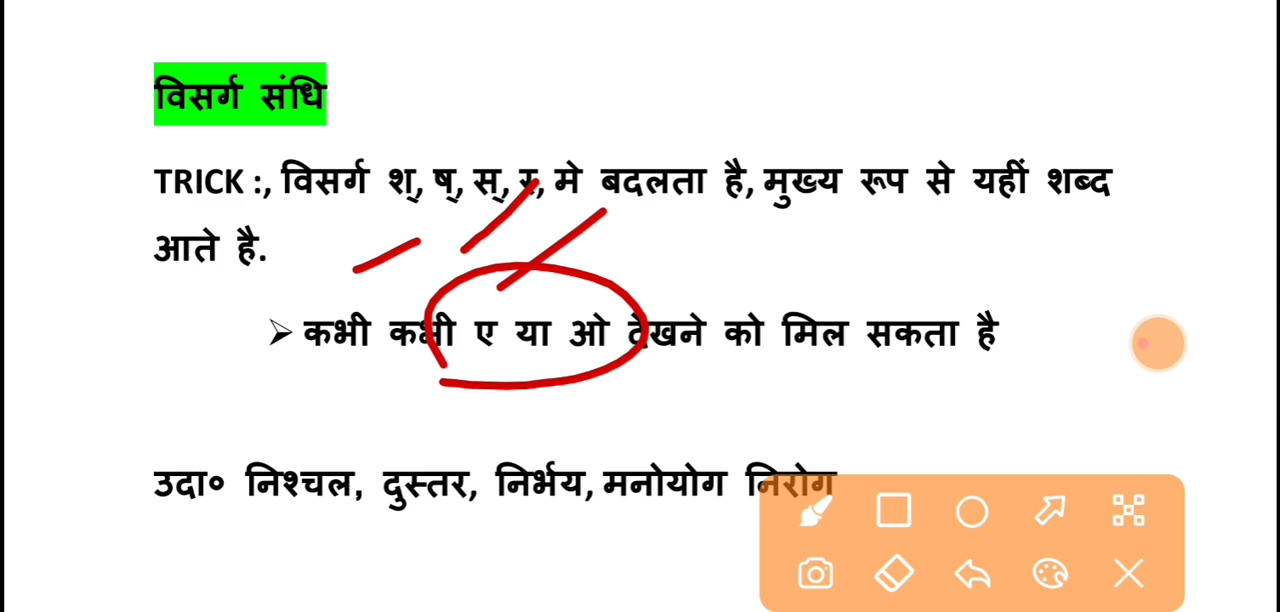 विसर्ग संधि
TRICK :, विसर्ग श्, ष्, स्, र, मे बदलता है, मुख्य रूप से यहीं शब्द
आते है.
➢ कभी कभी ए या ओ देखने को मिल सकता है
उदा० निश्चल, दुस्तर, निर्भय, मनोयोग निरोग